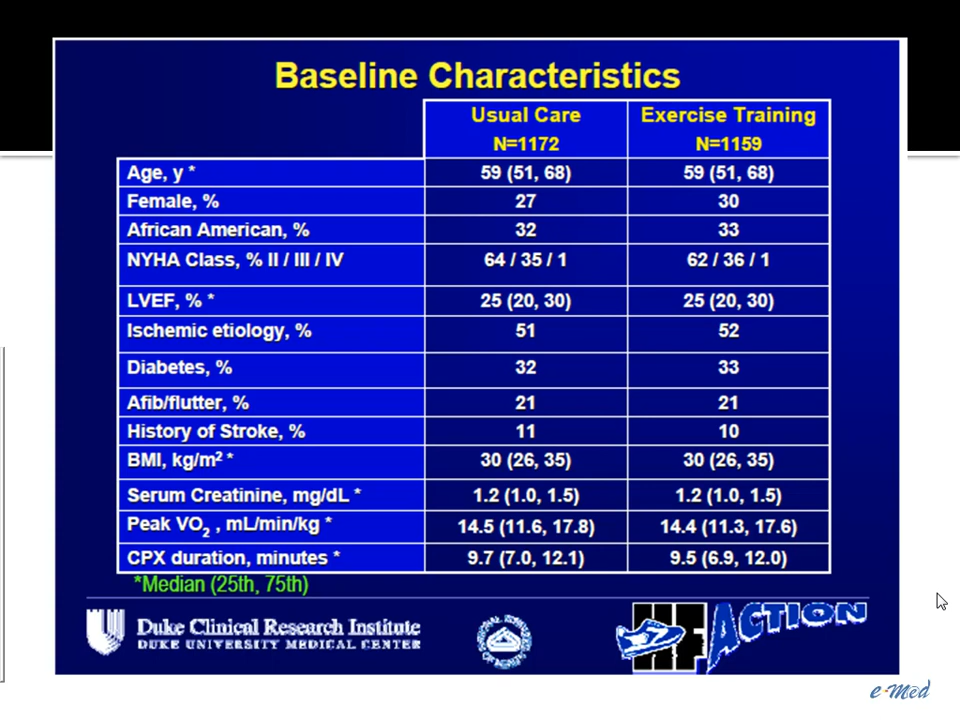 Baseline Characteristics
Usual Care Exercise Training
N=1172 N=1159
Age, y * 59 (51, 68) 59 (51, 68)
Female, % 27 30
African American, % 32 33
NYHA Class, % II / III / IV 64 / 35 / 1 62 / 36 / 1
LVEF, % * 25 (20, 30) 25 (20, 30)
Ischemic etiology, % 51 52
Diabetes, % 32 33
Afib/flutter, % 21 21
History of Stroke, % 11 10
BMI, kg/m² * 30 (26, 35) 30 (26, 35)
Serum Creatinine, mg/dL * 1.2 (1.0, 1.5) 1.2 (1.0, 1.5)
Peak VO₂ , mL/min/kg * 14.5 (11.6, 17.8) 14.4 (11.3, 17.6)
CPX duration, minutes * 9.7 (7.0, 12.1) 9.5 (6.9, 12.0)
*Median (25th, 75th)
Duke Clinical Research Institute
DUKE UNIVERSITY MEDICAL CENTER
HF ACTION
e-Med